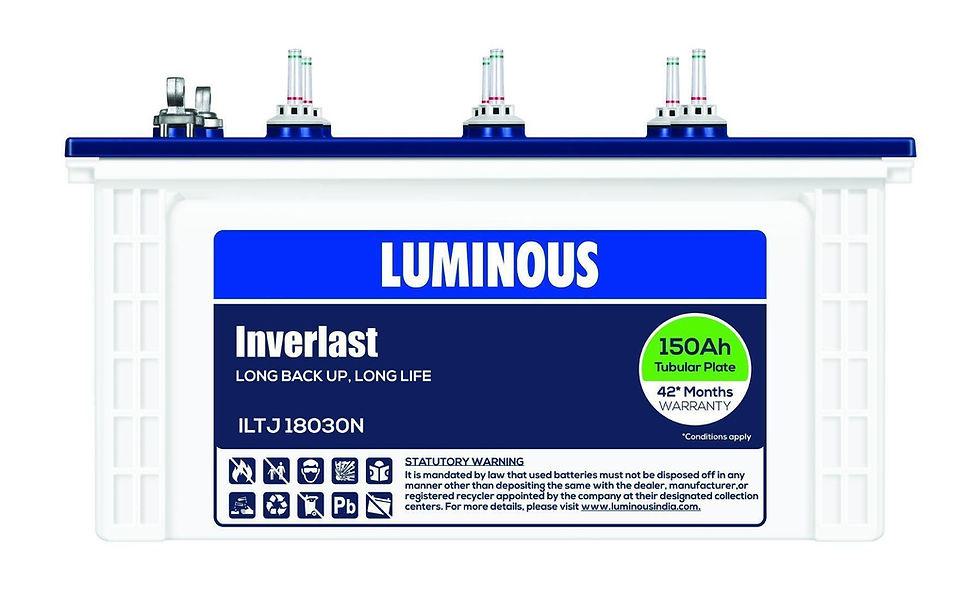 LUMINOUS
Inverlast
LONG BACK UP, LONG LIFE
ILTJ 18030N
150Ah
Tubular Plate
42* Months
WARRANTY
*Conditions apply
Pb
STATUTORY WARNING
It is mandated by law that used batteries must not be disposed off in any
manner other than depositing the same with the dealer, manufacturer,or
registered recycler appointed by the company at their designated collection
centers. For more details, please visit www.luminousindia.com.